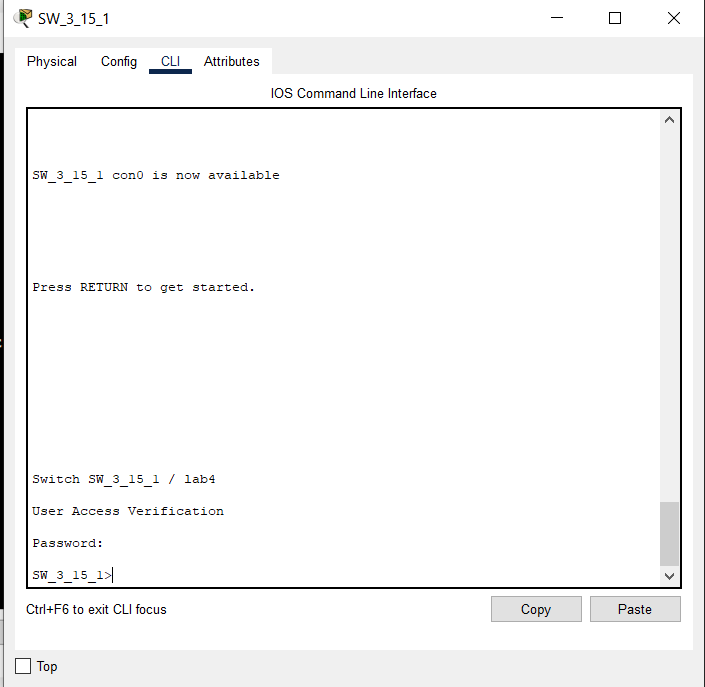 SW_3_15_1
Physical Config CLI Attributes
IOS Command Line Interface
SW_3_15_1 con0 is now available
Press RETURN to get started.
Switch SW_3_15_1 / lab4
User Access Verification
Password:
SW_3_15_1>
Ctrl+F6 to exit CLI focus
Copy
Paste
Top